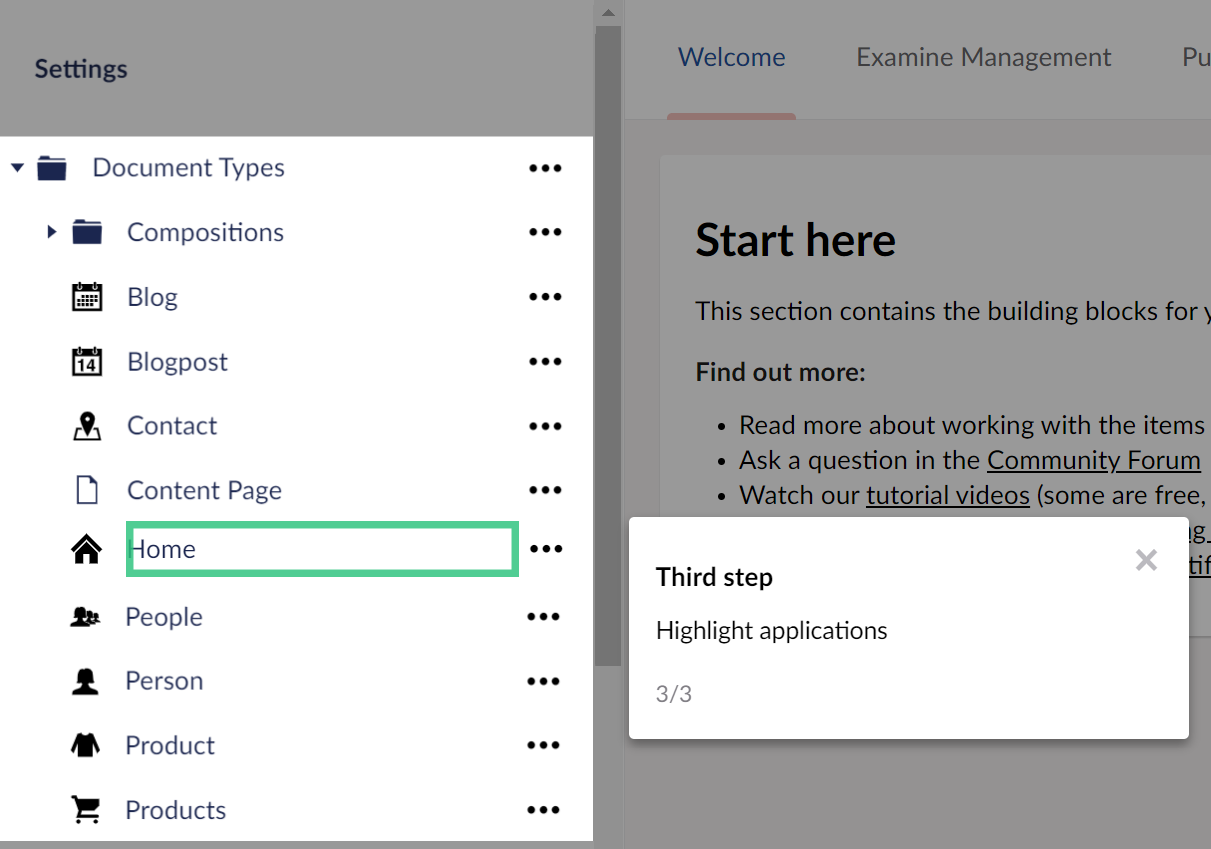 Settings
Document Types
Compositions
Blog
14
Blogpost
Contact
Content Page
Home
People
Person
Product
Products
Welcome
Examine Management
Start here
This section contains the building blocks for
Find out more:
Read more about working with the items
Ask a question in the Community Forum
Watch our tutorial videos (some are free,
Third step
Highlight applications
3/3